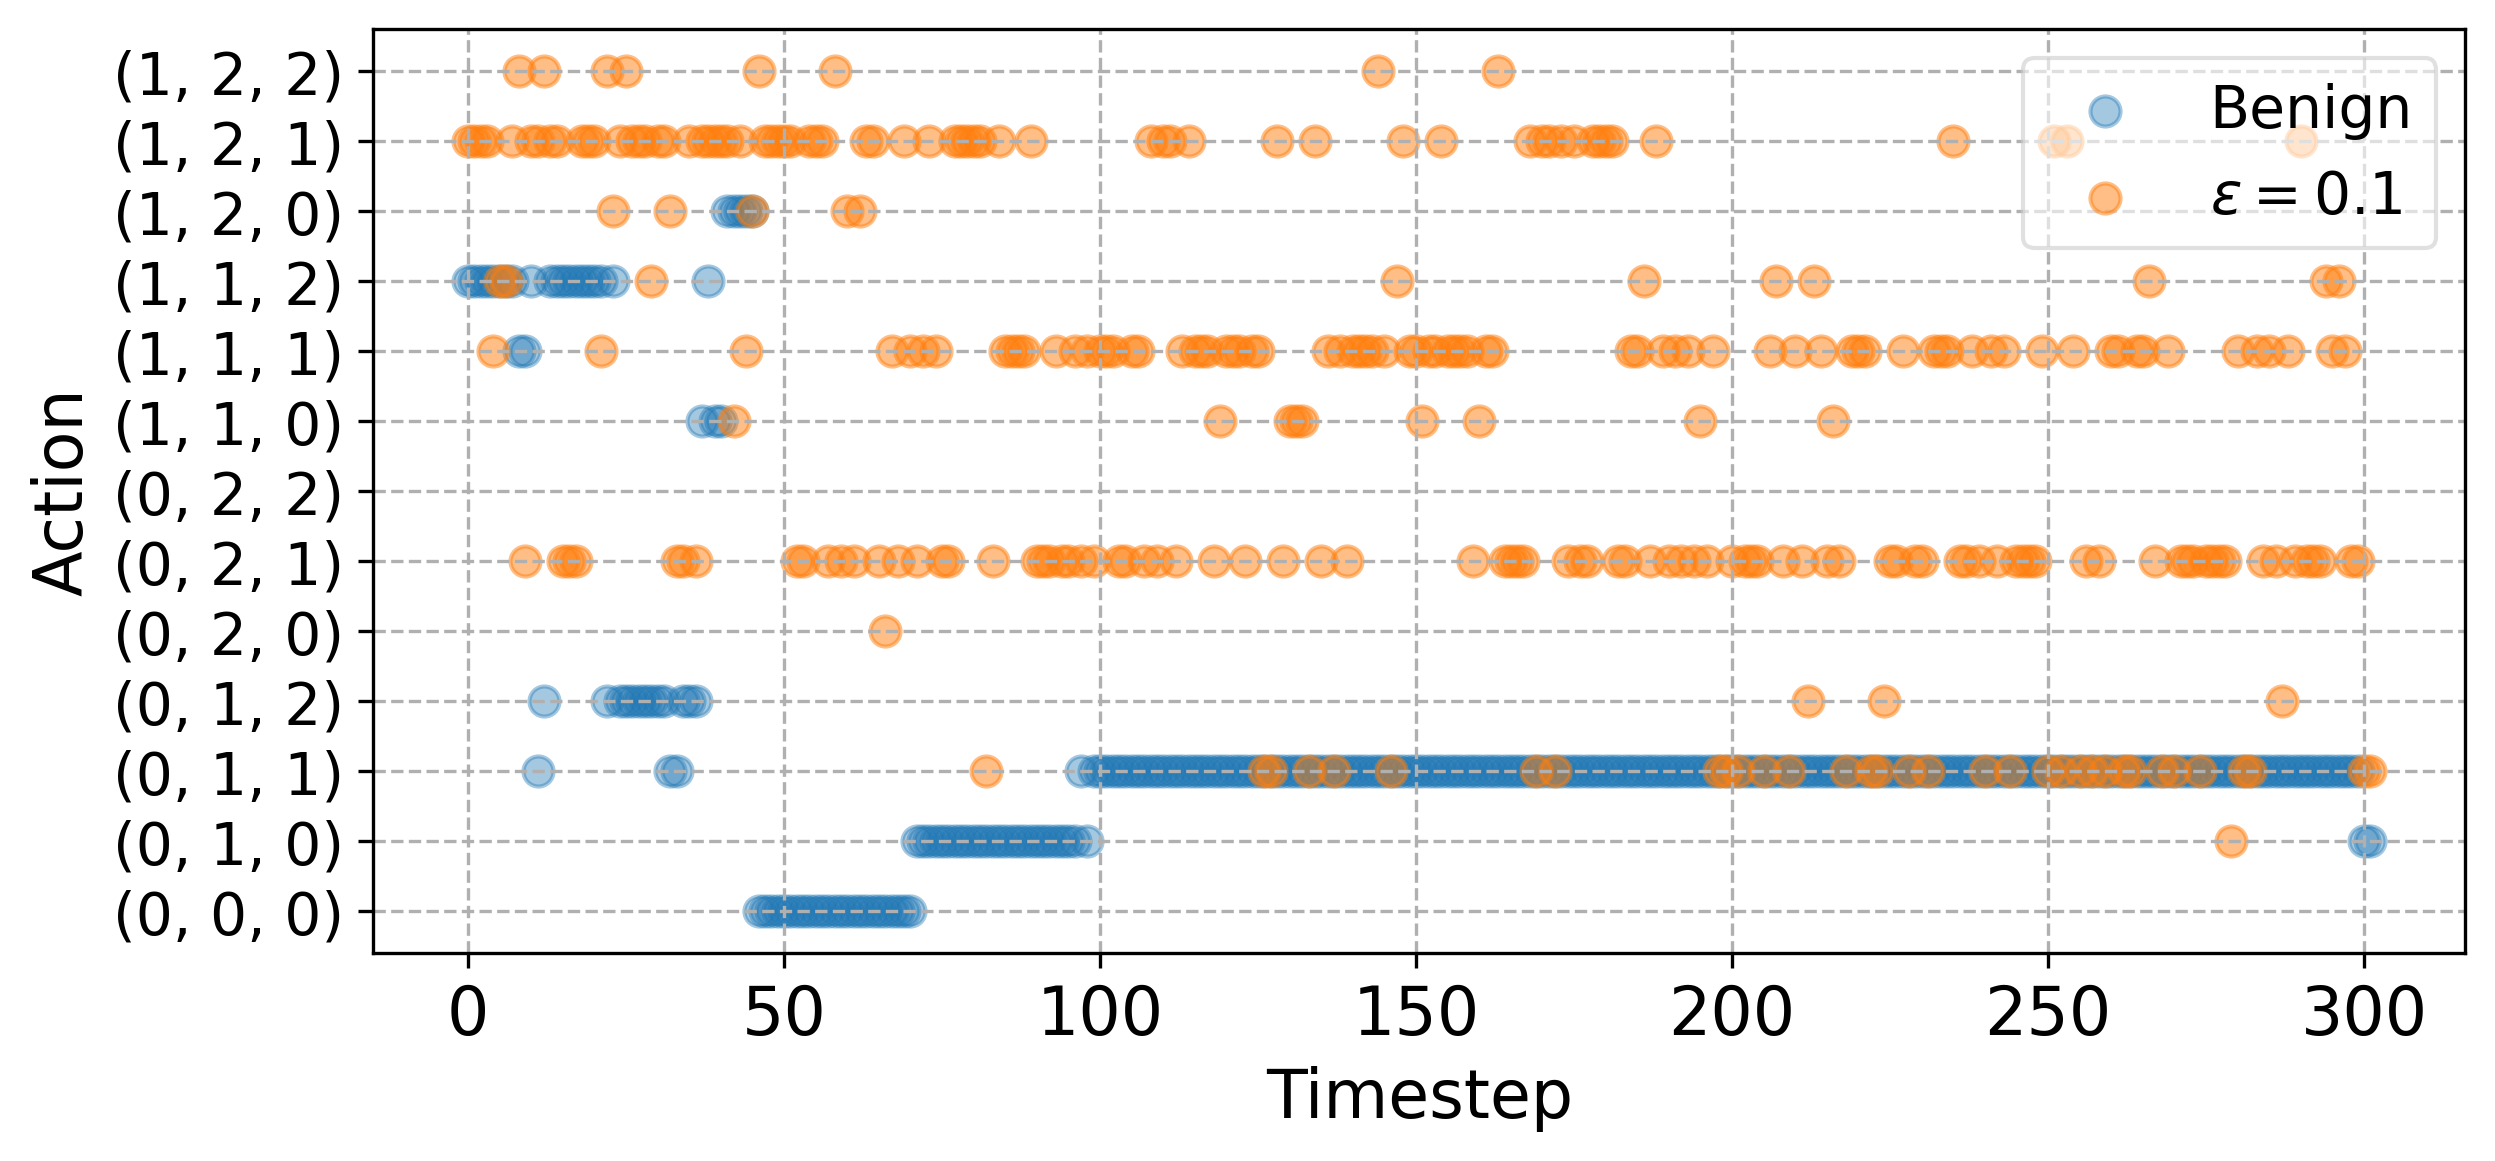 (1, 2, 2)
(1, 2, 1)
(1, 2, 0)
(1, 1, 2)
(1, 1, 1)
(1, 1, 0)
(0, 2, 2)
(0, 2, 1)
(0, 2, 0)
(0, 1, 2)
(0, 1, 1)
(0, 1, 0)
(0, 0, 0)
Action
Benign
ε = 0.1
0 50 100 150 200 250 300
Timestep